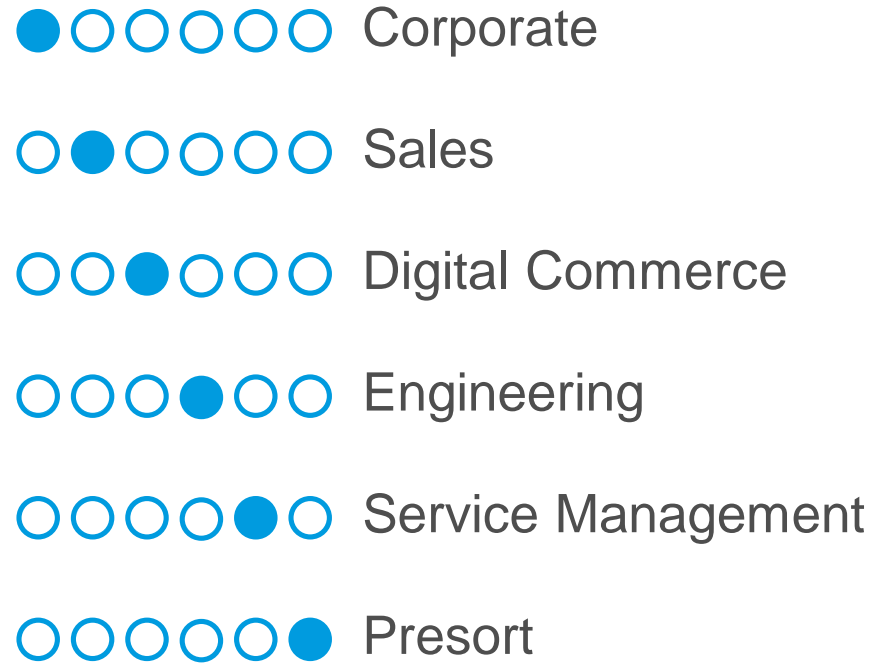 Corporate
Sales
Digital Commerce
Engineering
Service Management
Presort